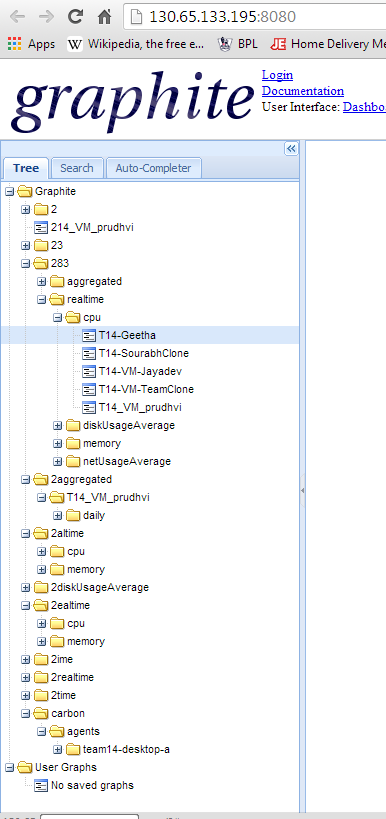 130.65.133.195:8080
Apps Wikipedia, the free e... BPL Home Delivery Me
graphite
Login
Documentation
User Interface: Dashbo
Tree Search Auto-Completer
Graphite
2
214_VM_prudhvi
23
283
aggregated
realtime
cpu
T14-Geetha
T14-SourabhClone
T14-VM-Jayadev
T14-VM-TeamClone
T14_VM_prudhvi
diskUsageAverage
memory
netUsageAverage
2aggregated
T14_VM_prudhvi
daily
2altime
cpu
memory
2diskUsageAverage
2ealtime
cpu
memory
2ime
2realtime
2time
carbon
agents
team14-desktop-a
User Graphs
No saved graphs